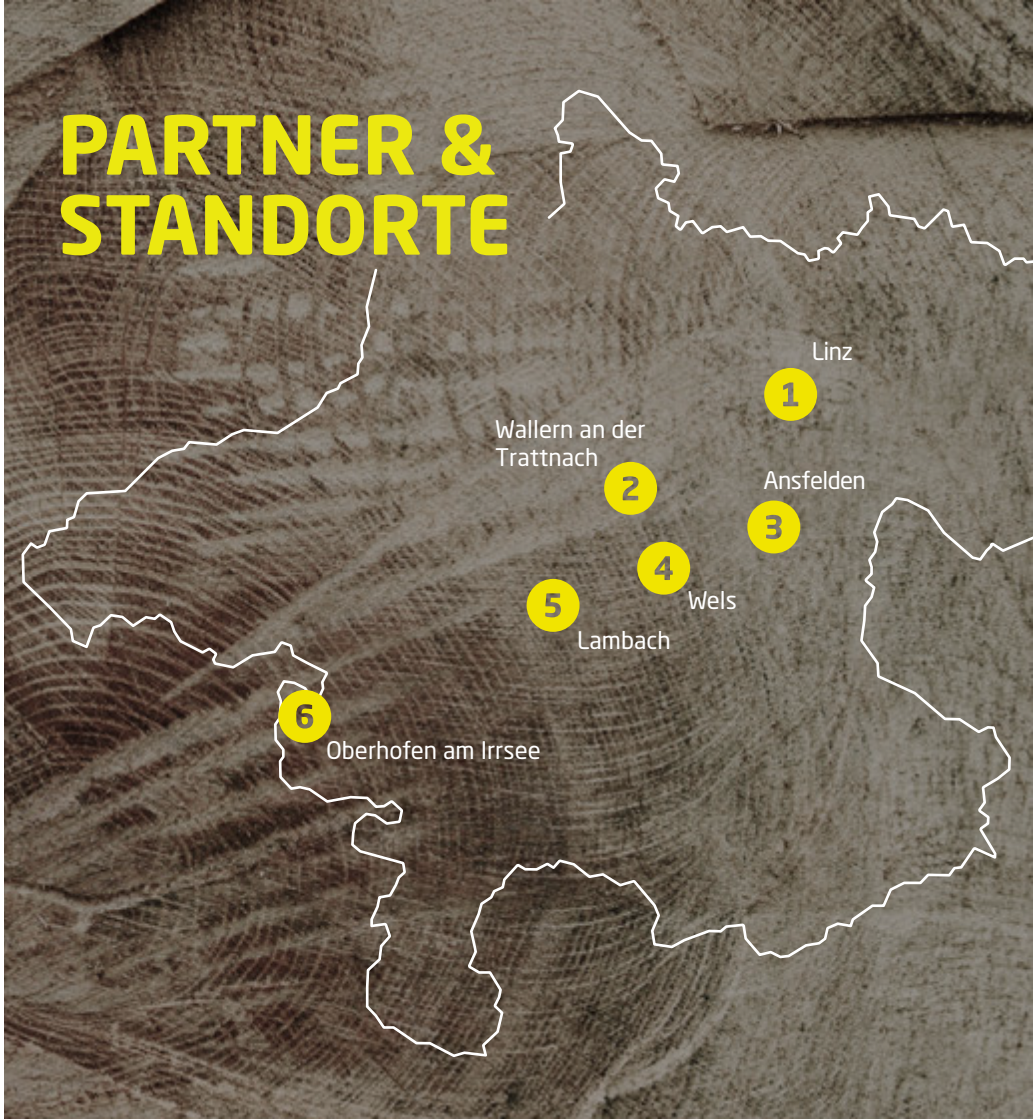 PARTNER &
STANDORTE
Linz
1
Wallern an der
Trattnach
2
Ansfelden
3
4
Wels
5
Lambach
6
Oberhofen am Irrsee